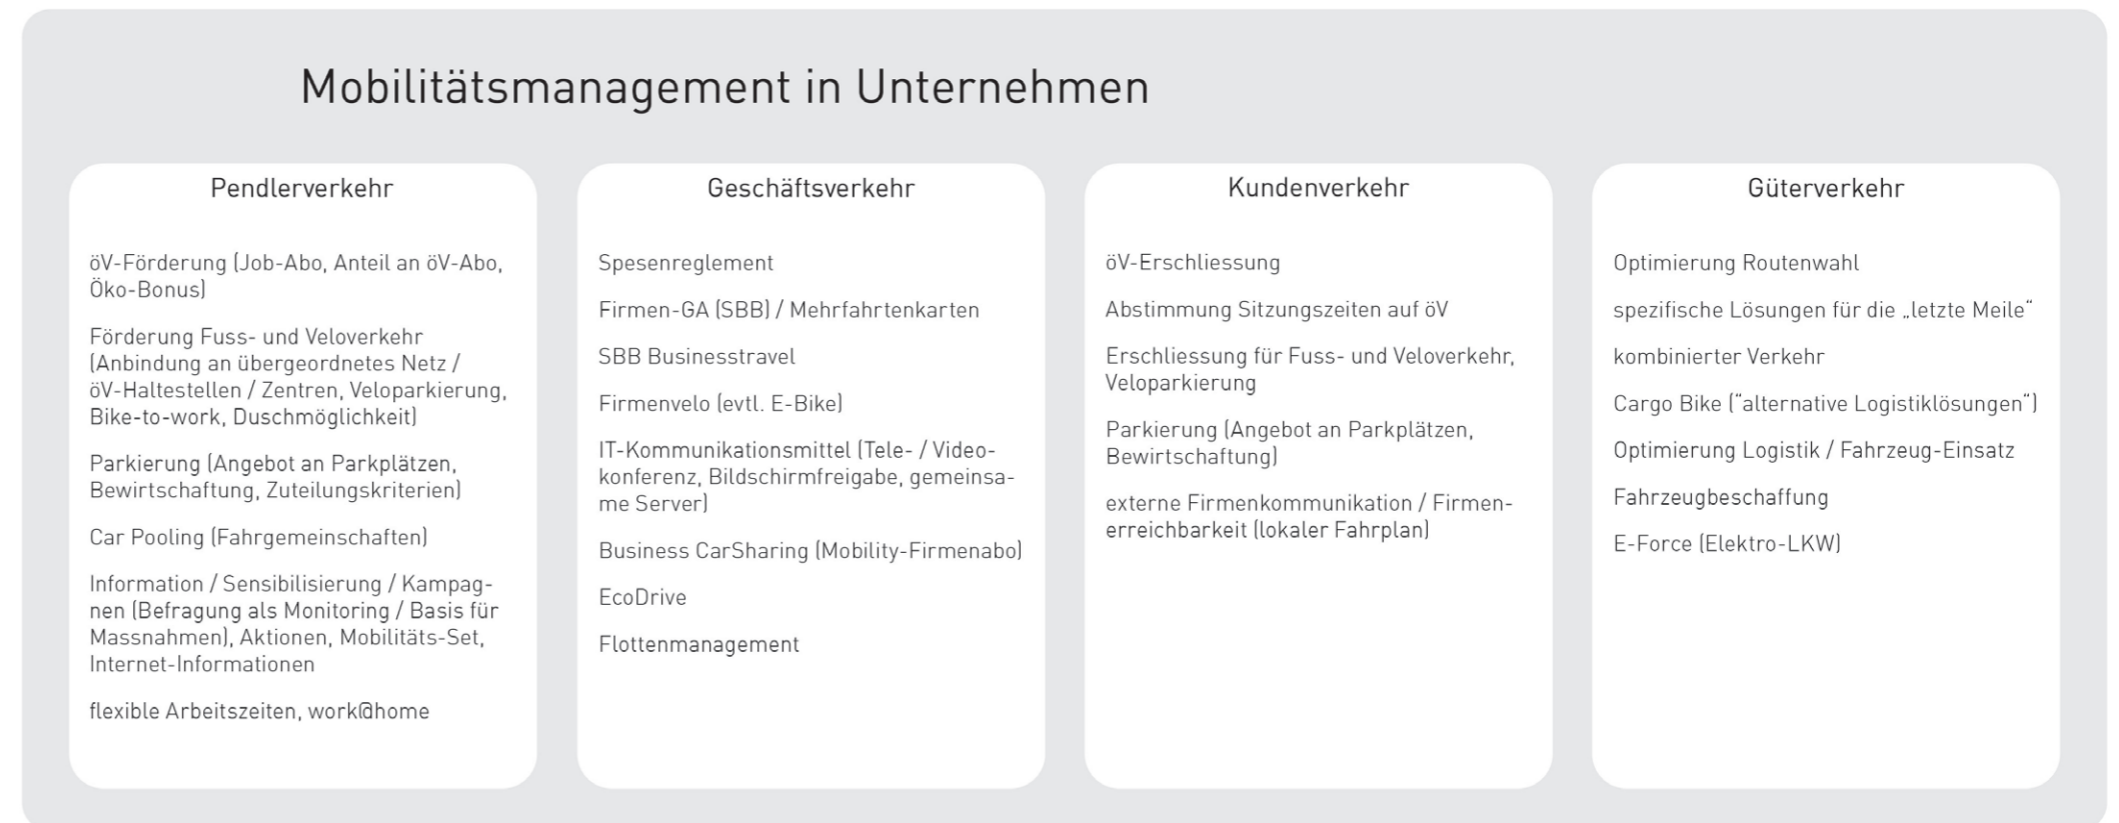 Mobilitätsmanagement in Unternehmen
Pendlerverkehr
öV-Förderung (Job-Abo, Anteil an öV-Abo,
Öko-Bonus)
Förderung Fuss- und Veloverkehr
(Anbindung an übergeordnetes Netz /
öV-Haltestellen / Zentren, Veloparkierung,
Bike-to-work, Duschmöglichkeit)
Parkierung (Angebot an Parkplätzen,
Bewirtschaftung, Zuteilungskriterien)
Car Pooling (Fahrgemeinschaften)
Information / Sensibilisierung / Kampag-
nen (Befragung als Monitoring / Basis für
Massnahmen), Aktionen, Mobilitäts-Set,
Internet-Informationen
flexible Arbeitszeiten, work@home
Geschäftsverkehr
Spesenreglement
Firmen-GA (SBB) / Mehrfahrtenkarten
SBB Businesstravel
Firmenvelo (evtl. E-Bike)
IT-Kommunikationsmittel (Tele- / Video-
konferenz, Bildschirmfreigabe, gemeinsa-
me Server)
Business CarSharing (Mobility-Firmenabo)
EcoDrive
Flottenmanagement
Kundenverkehr
öV-Erschliessung
Abstimmung Sitzungszeiten auf öV
Erschliessung für Fuss- und Veloverkehr,
Veloparkierung
Parkierung (Angebot an Parkplätzen,
Bewirtschaftung)
externe Firmenkommunikation / Firmen-
erreichbarkeit (lokaler Fahrplan)
Güterverkehr
Optimierung Routenwahl
spezifische Lösungen für die „letzte Meile“
kombinierter Verkehr
Cargo Bike (“alternative Logistiklösungen“)
Optimierung Logistik / Fahrzeug-Einsatz
Fahrzeugbeschaffung
E-Force (Elektro-LKW)